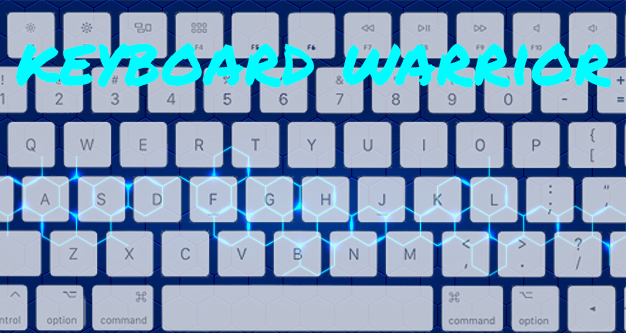 F4 F5 F6 F7 F8 F9 F10
KEYBOARD WARRIOR
! # % & +
1 2 3 4 5 6 7 8 9 0 -
Q W E R T Y U I O P { [
A S D F G H J K L : ; " '
Z X C V B N M < , > . ? /
option command command option